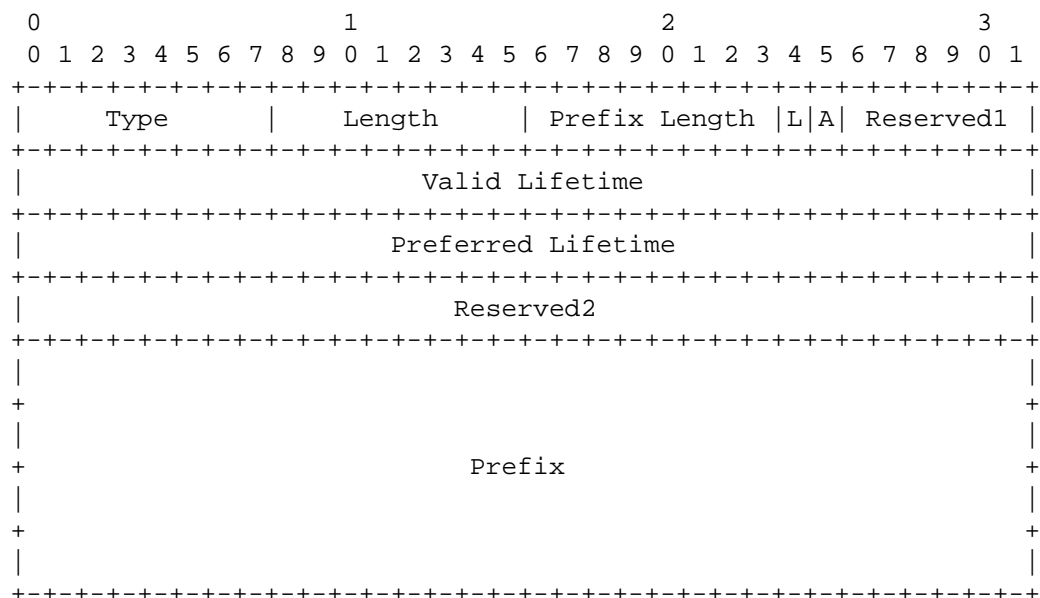 0                   1                   2                   3
 0 1 2 3 4 5 6 7 8 9 0 1 2 3 4 5 6 7 8 9 0 1 2 3 4 5 6 7 8 9 0 1
+-+-+-+-+-+-+-+-+-+-+-+-+-+-+-+-+-+-+-+-+-+-+-+-+-+-+-+-+-+-+-+-+
|     Type      |    Length     | Prefix Length |L|A| Reserved1 |
+-+-+-+-+-+-+-+-+-+-+-+-+-+-+-+-+-+-+-+-+-+-+-+-+-+-+-+-+-+-+-+-+
|                         Valid Lifetime                        |
+-+-+-+-+-+-+-+-+-+-+-+-+-+-+-+-+-+-+-+-+-+-+-+-+-+-+-+-+-+-+-+-+
|                       Preferred Lifetime                      |
+-+-+-+-+-+-+-+-+-+-+-+-+-+-+-+-+-+-+-+-+-+-+-+-+-+-+-+-+-+-+-+-+
|                           Reserved2                           |
+-+-+-+-+-+-+-+-+-+-+-+-+-+-+-+-+-+-+-+-+-+-+-+-+-+-+-+-+-+-+-+-+
|                                                               |
+                                                               +
|                                                               |
+                            Prefix                             +
|                                                               |
+                                                               +
|                                                               |
+-+-+-+-+-+-+-+-+-+-+-+-+-+-+-+-+-+-+-+-+-+-+-+-+-+-+-+-+-+-+-+-+